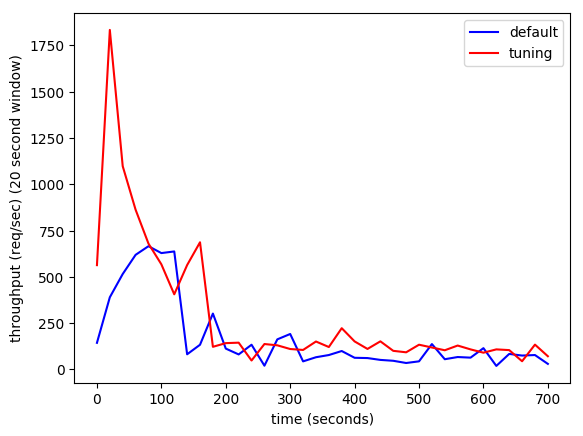 default
tuning
throughput (req/sec) (20 second window)
1750
1500
1250
1000
750
500
250
0
0 100 200 300 400 500 600 700
time (seconds)